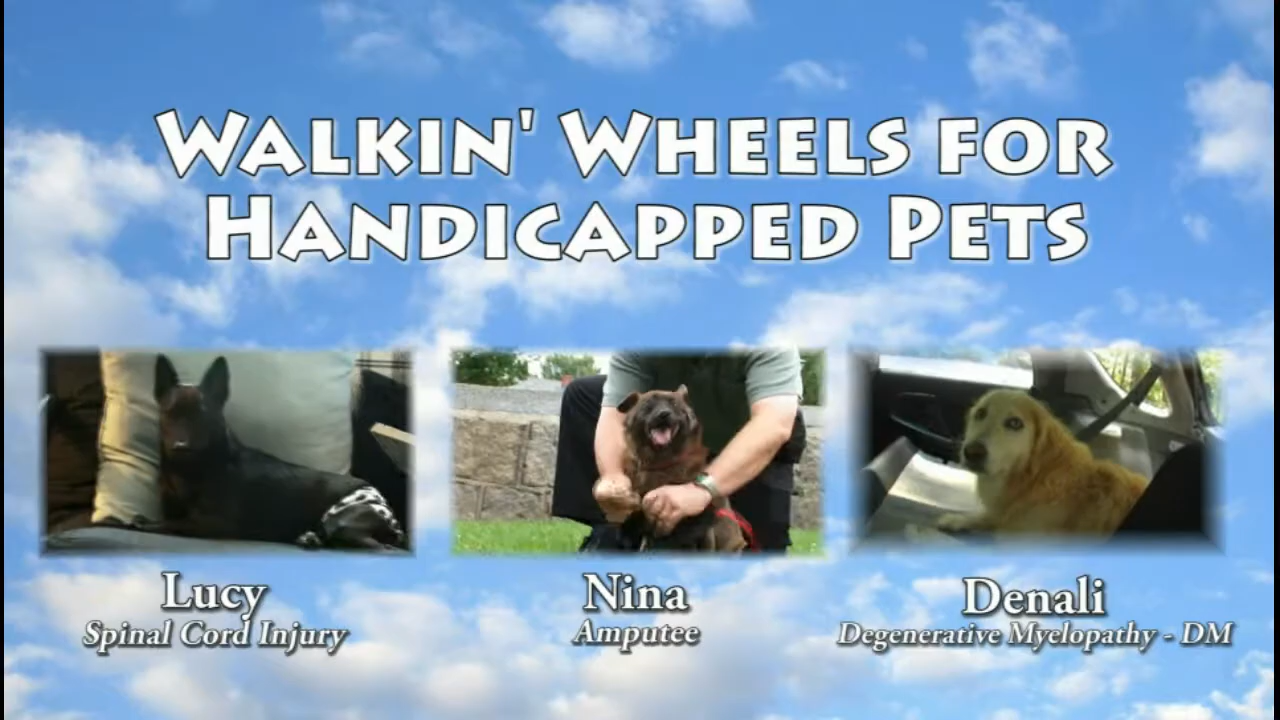 WALKIN' WHEELS FOR
HANDICAPPED PETS
Lucy
Spinal Cord Injury
Nina
Amputee
Denali
Degenerative Myelopathy - DM